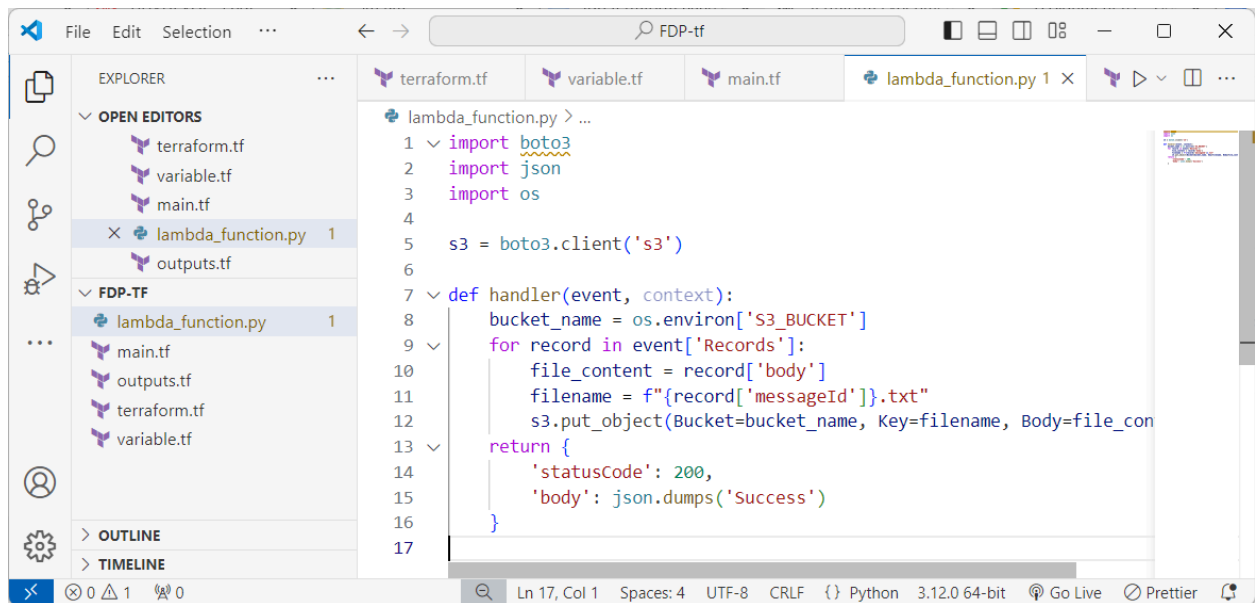 File Edit Selection ··· FDP-tf
EXPLORER ···
OPEN EDITORS
terraform.tf
variable.tf
main.tf
lambda_function.py 1
outputs.tf
FDP-TF
lambda_function.py 1
main.tf
outputs.tf
terraform.tf
variable.tf
OUTLINE
TIMELINE
terraform.tf variable.tf main.tf lambda_function.py 1
lambda_function.py > ...
1 import boto3
2 import json
3 import os
4
5 s3 = boto3.client('s3')
6
7 def handler(event, context):
8 bucket_name = os.environ['S3_BUCKET']
9 for record in event['Records']:
10 file_content = record['body']
11 filename = f"{record['messageId']}.txt"
12 s3.put_object(Bucket=bucket_name, Key=filename, Body=file_con
13 return {
14 'statusCode': 200,
15 'body': json.dumps('Success')
16 }
17
0 1 0 Ln 17, Col 1 Spaces: 4 UTF-8 CRLF {} Python 3.12.0 64-bit Go Live Prettier